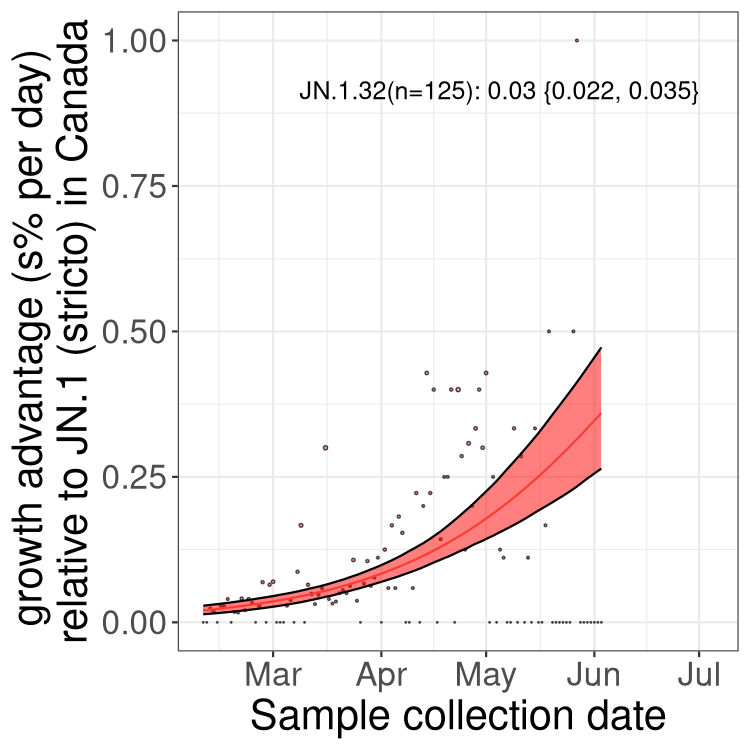 growth advantage (s% per day)
relative to JN.1 (stricto) in Canada
1.00
0.75
0.50
0.25
0.00
JN.1.32(n=125): 0.03 {0.022, 0.035}
Mar Apr May Jun Jul
Sample collection date